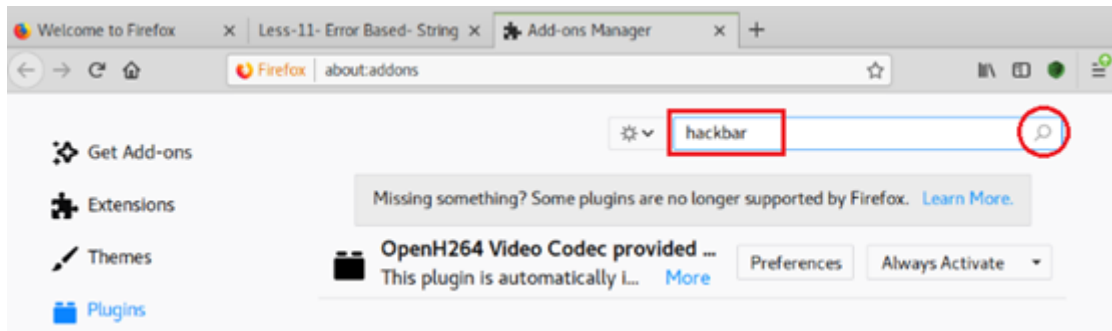 Welcome to Firefox
Less-11- Error Based- String
Add-ons Manager
Firefox about:addons
hackbar
Get Add-ons
Missing something? Some plugins are no longer supported by Firefox. Learn More.
Extensions
OpenH264 Video Codec provided ...
This plugin is automatically i... More
Preferences
Always Activate
Themes
Plugins